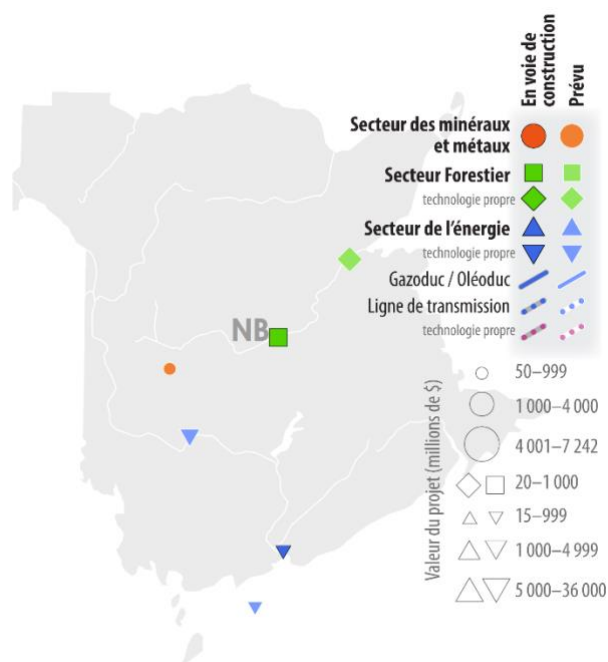 En voie de
construction
Prévu
Secteur des minéraux
et métaux
Secteur Forestier
technologie propre
Secteur de l'énergie
technologie propre
Gazoduc / Oléoduc
Ligne de transmission
technologie propre
NB
Valeur du projet (millions de $)
50–999
1 000–4 000
4 001–7 242
20–1 000
15–999
1 000–4 999
5 000–36 000